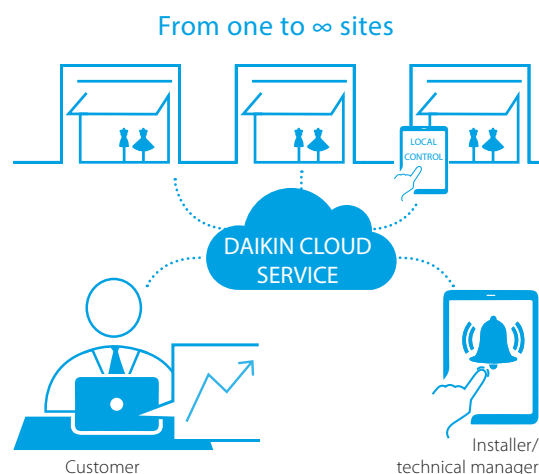 From one to ∞ sites
LOCAL
CONTROL
DAIKIN CLOUD
SERVICE
Customer
Installer/
technical manager